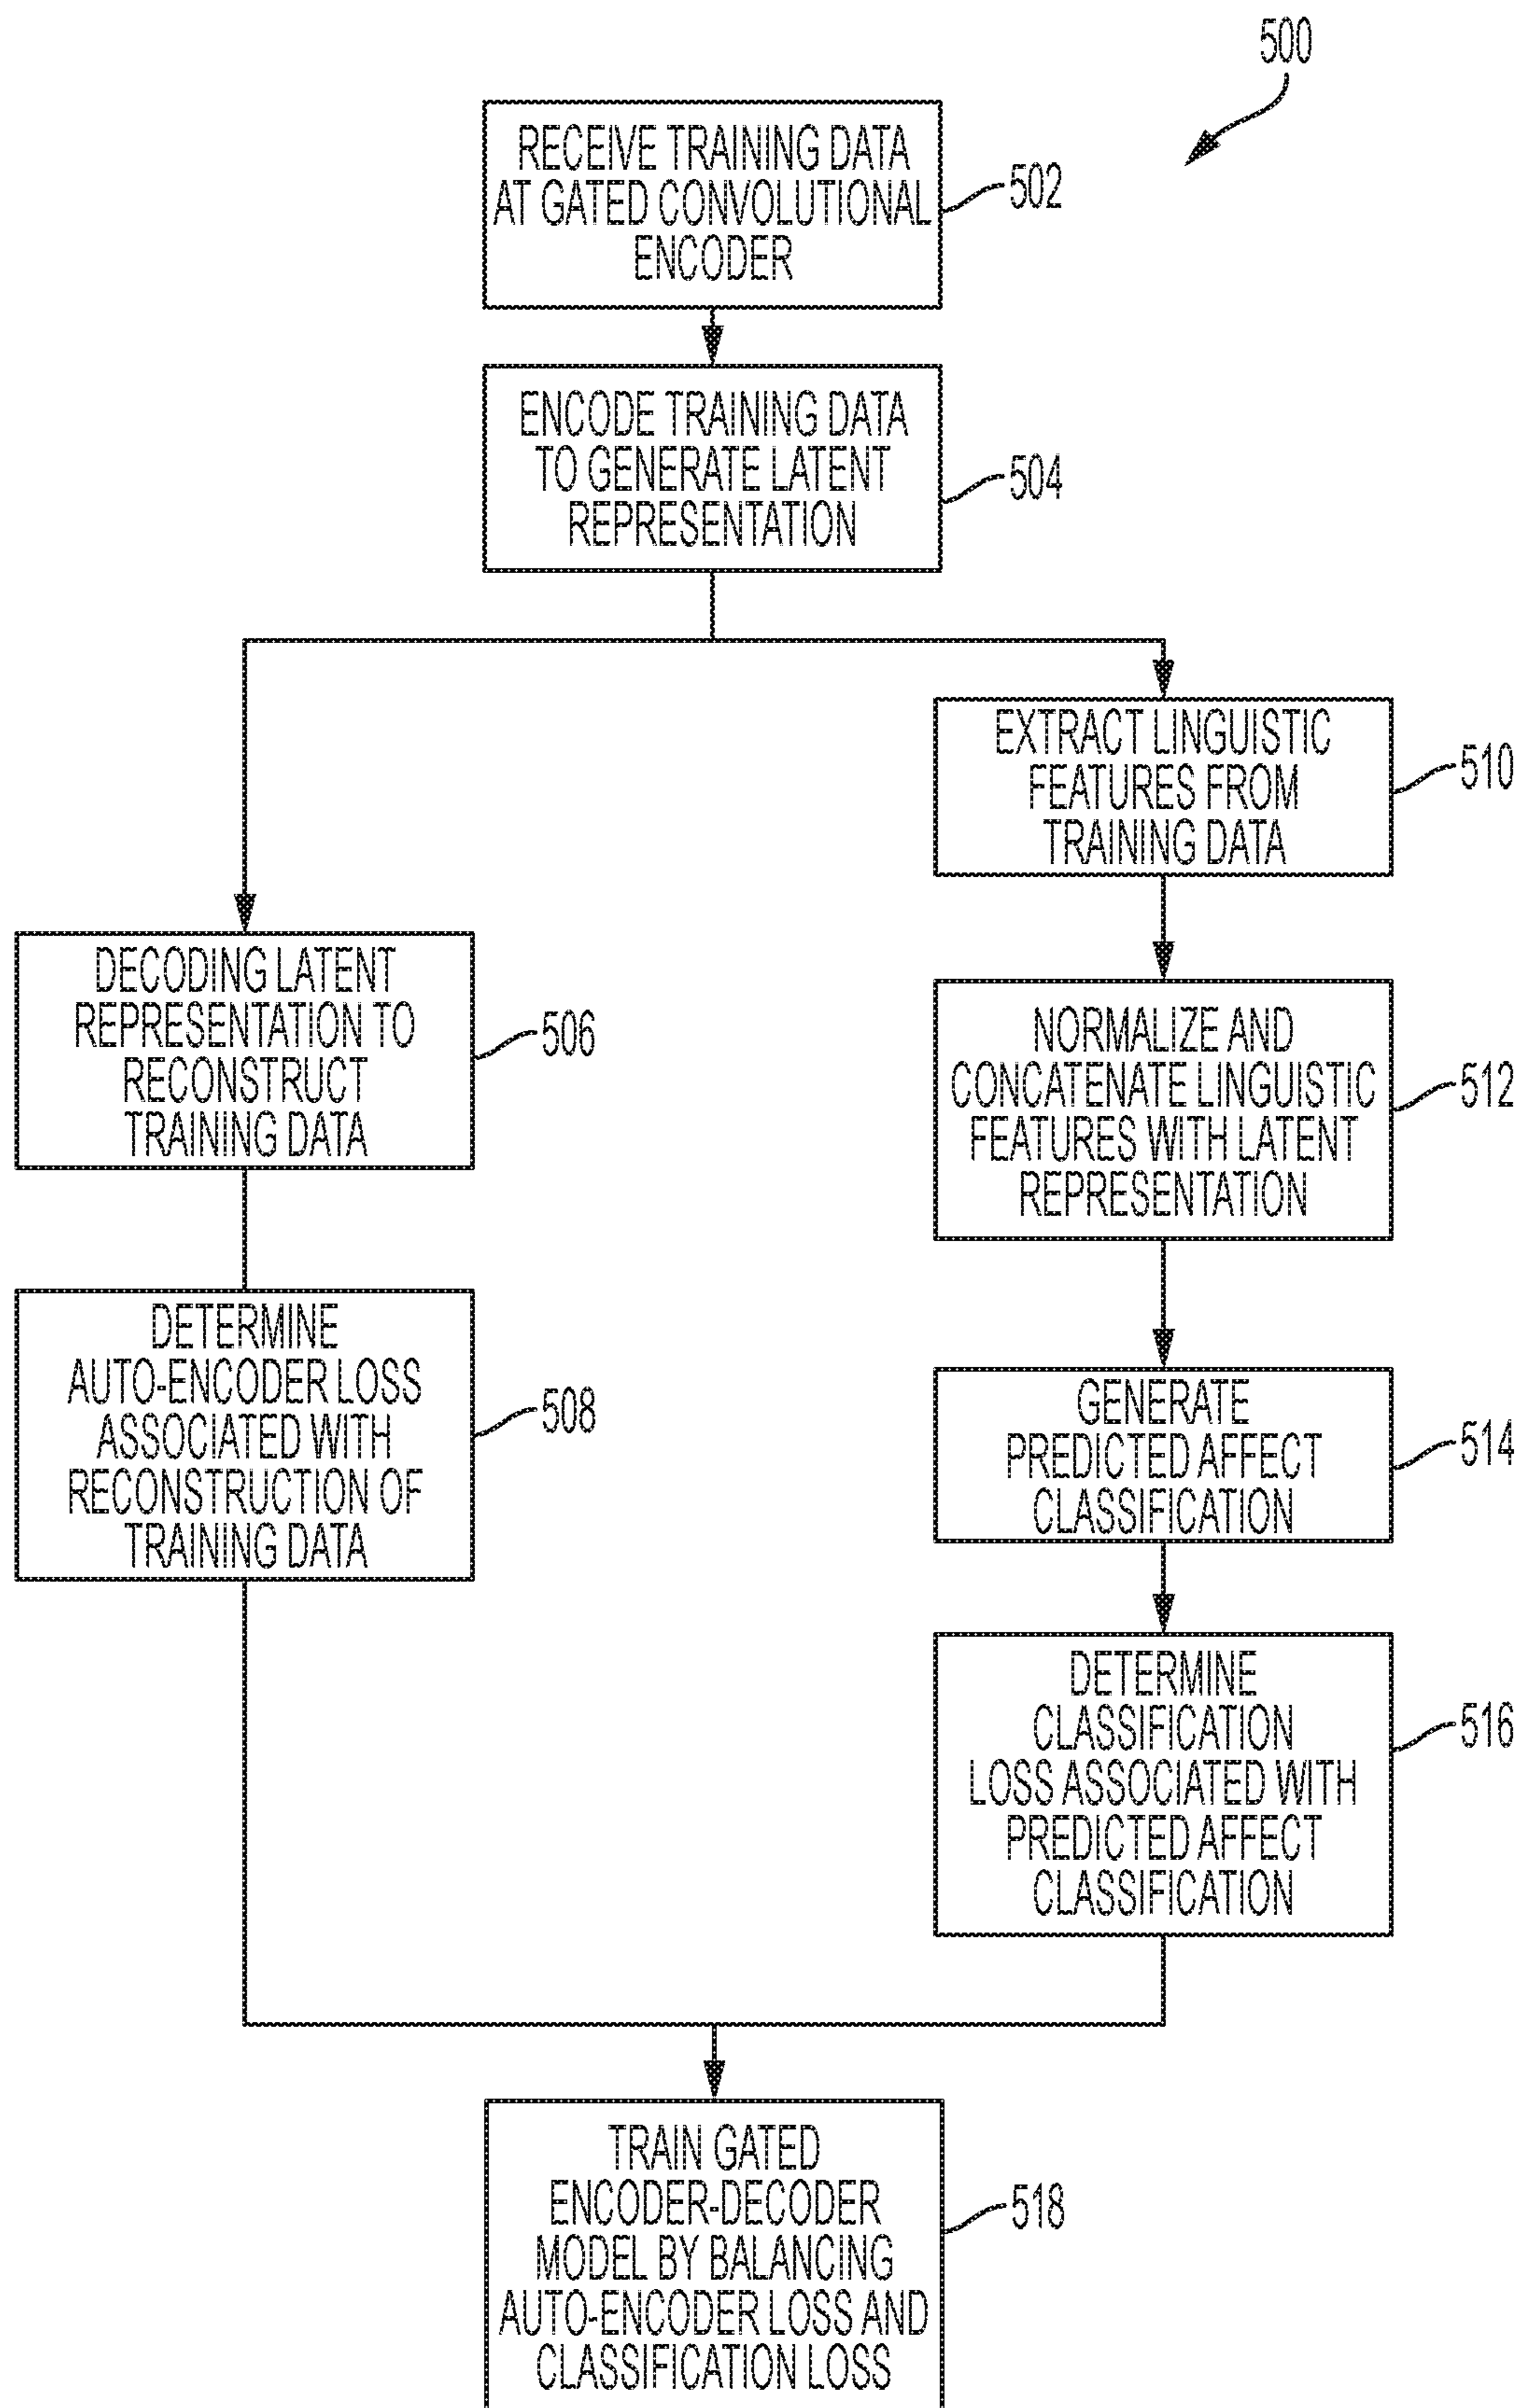 500
RECEIVE TRAINING DATA
AT GATED CONVOLUTIONAL
ENCODER
502
ENCODE TRAINING DATA
TO GENERATE LATENT
REPRESENTATION
504
DECODING LATENT
REPRESENTATION TO
RECONSTRUCT
TRAINING DATA
506
DETERMINE
AUTO-ENCODER LOSS
ASSOCIATED WITH
RECONSTRUCTION OF
TRAINING DATA
508
EXTRACT LINGUISTIC
FEATURES FROM
TRAINING DATA
510
NORMALIZE AND
CONCATENATE LINGUISTIC
FEATURES WITH LATENT
REPRESENTATION
512
GENERATE
PREDICTED AFFECT
CLASSIFICATION
514
DETERMINE
CLASSIFICATION
LOSS ASSOCIATED WITH
PREDICTED AFFECT
CLASSIFICATION
516
TRAIN GATED
ENCODER-DECODER
MODEL BY BALANCING
AUTO-ENCODER LOSS AND
CLASSIFICATION LOSS
518